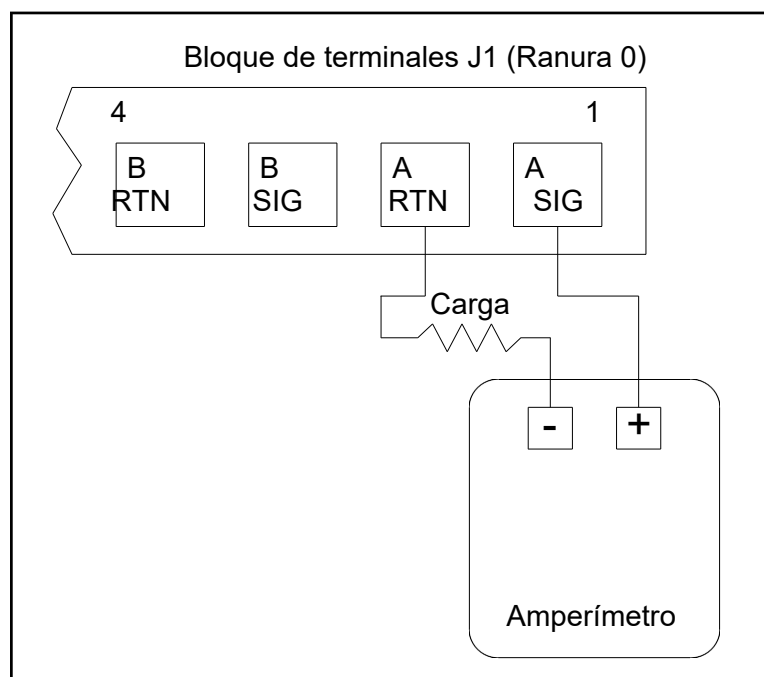 Bloque de terminales J1 (Ranura 0)
4 1
B B A A
RTN SIG RTN SIG
Carga
- +
Amperímetro